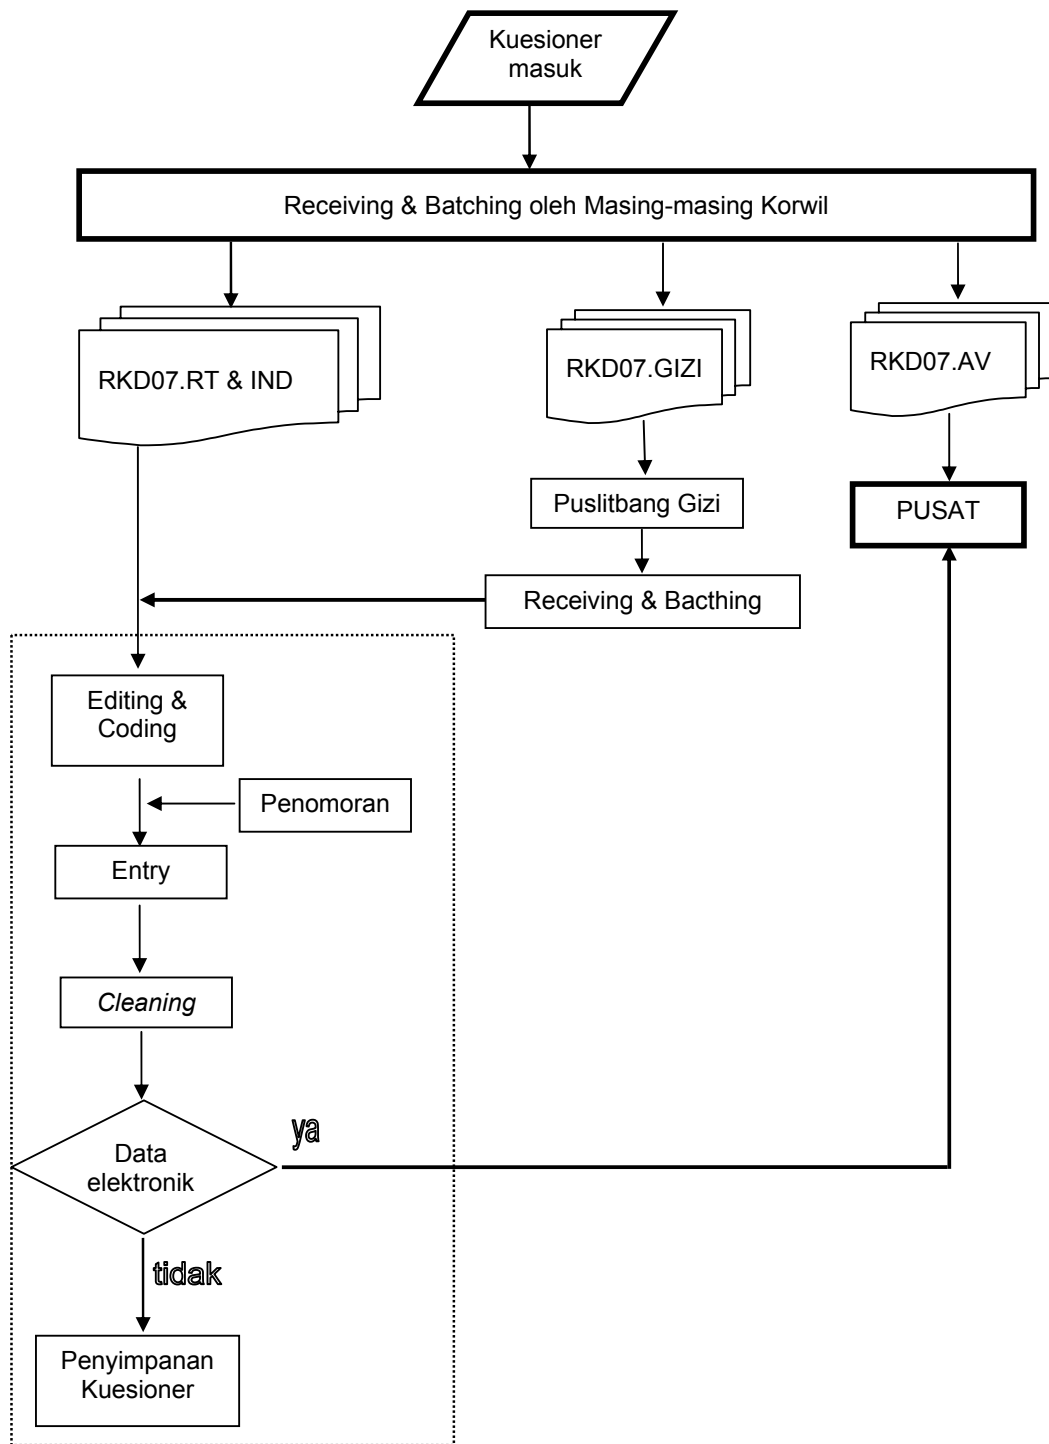 Kuesioner
masuk
Receiving & Batching oleh Masing-masing Korwil
RKD07.RT & IND
RKD07.GIZI
RKD07.AV
Puslitbang Gizi
PUSAT
Receiving & Bacthing
Editing &
Coding
Penomoran
Entry
Cleaning
ya
Data
elektronik
tidak
Penyimpanan
Kuesioner